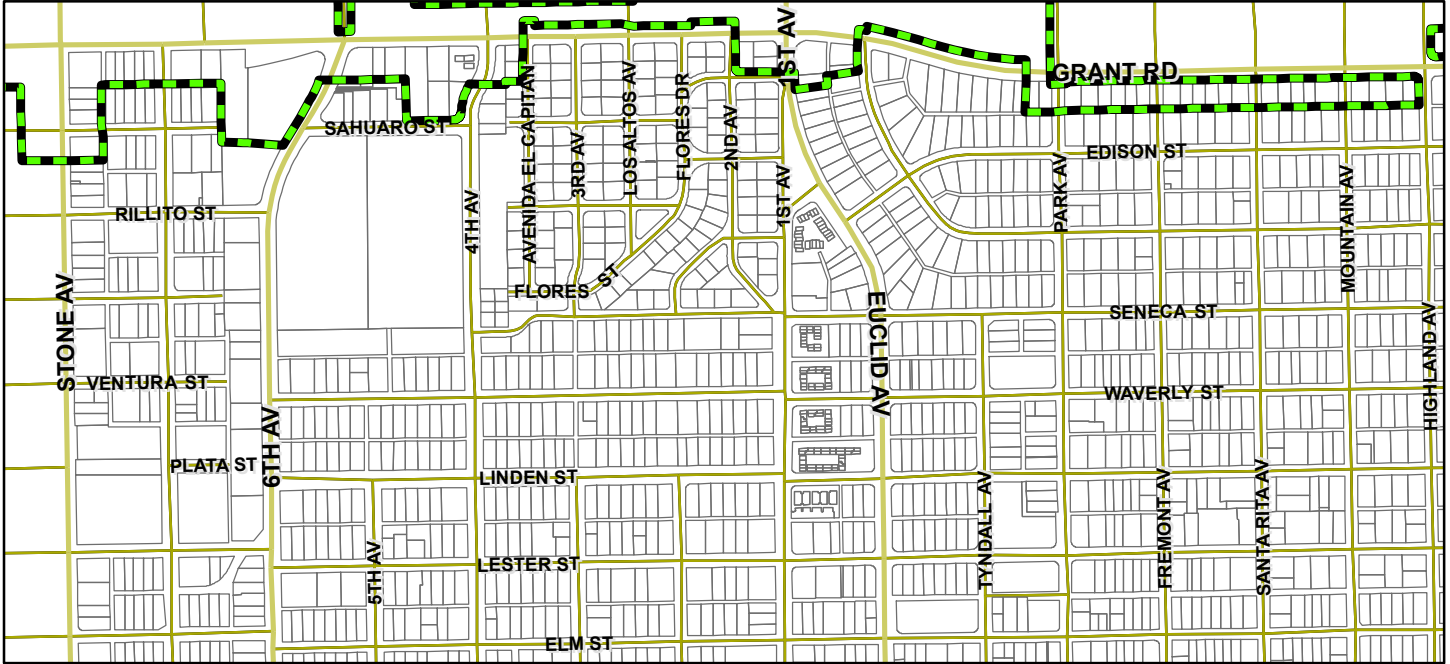 1ST AV
GRANT RD
SAHUARO ST
AVENIDA EL CAPITAN
LOS ALTOS AV
FLORES DR
2ND AV
3RD AV
EDISON ST
PARK AV
MOUNTAIN AV
4TH AV
1ST AV
RILLITO ST
STONE AV
FLORES ST
EUCLID AV
SENECA ST
HIGHLAND AV
VENTURA ST
WAVERLY ST
6TH AV
PLATA ST
LINDEN ST
TYNDALL AV
FREMONT AV
SANTA RITA AV
5TH AV
LESTER ST
ELM ST